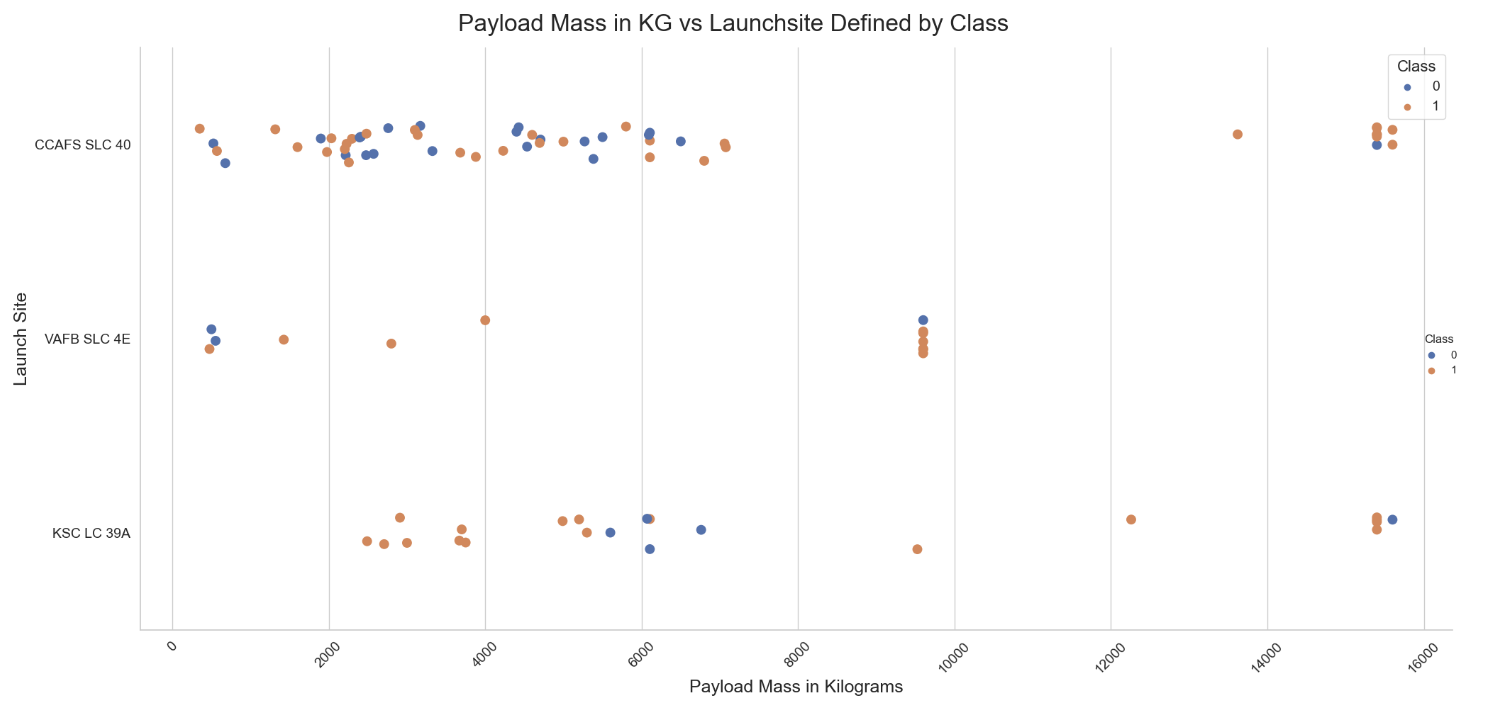 Payload Mass in KG vs Launchsite Defined by Class
Class
0
1
CCAFS SLC 40
Launch Site
VAFB SLC 4E
Class
0
1
KSC LC 39A
0
2000
4000
6000
8000
10000
12000
14000
16000
Payload Mass in Kilograms